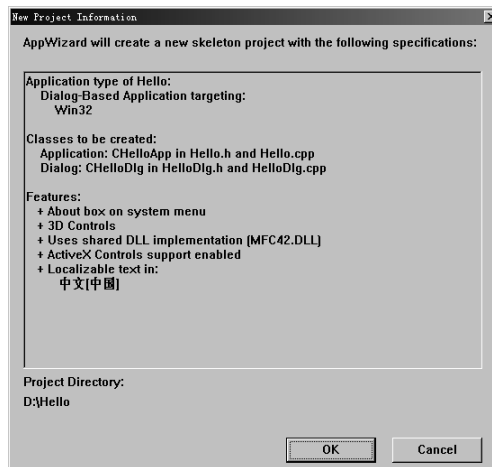 New Project Information
AppWizard will create a new skeleton project with the following specifications:
Application type of Hello:
Dialog-Based Application targeting:
Win32
Classes to be created:
Application: CHelloApp in Hello.h and Hello.cpp
Dialog: CHelloDlg in HelloDlg.h and HelloDlg.cpp
Features:
+ About box on system menu
+ 3D Controls
+ Uses shared DLL implementation (MFC42.DLL)
+ ActiveX Controls support enabled
+ Localizable text in:
中文[中国]
Project Directory:
D:\Hello
OK
Cancel